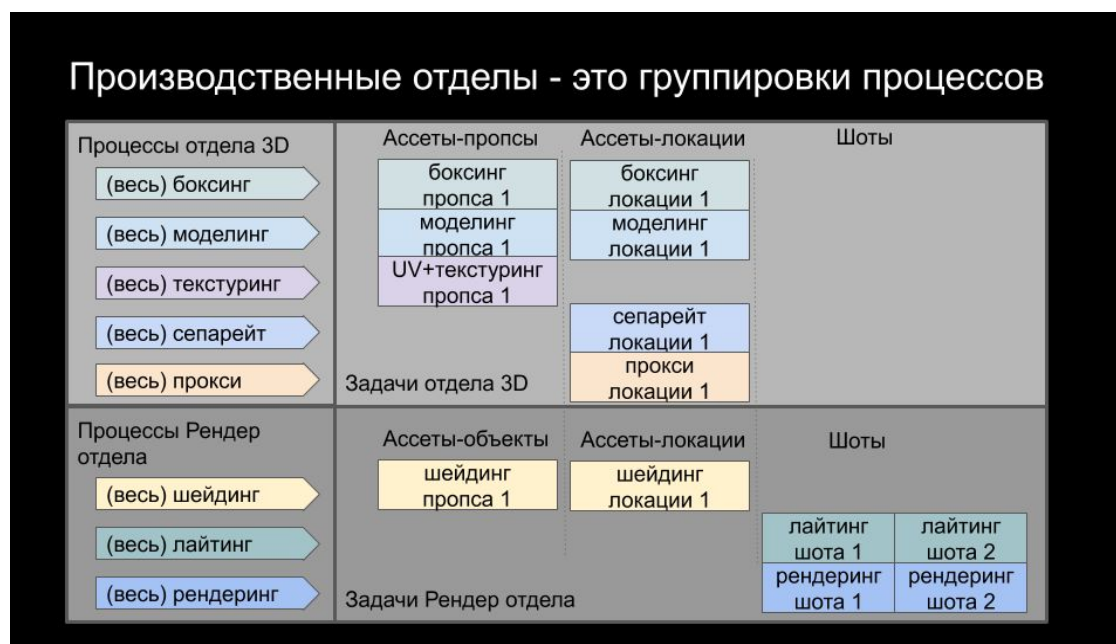 Производственные отделы - это группировки процессов
Процессы отдела 3D
(весь) боксинг
(весь) моделинг
(весь) текстуринг
(весь) сепарейт
(весь) прокси
Ассеты-пропсы
Ассеты-локации
Шоты
боксинг
пропса 1
боксинг
локации 1
моделинг
пропса 1
моделинг
локации 1
UV+текстуринг
пропса 1
сепарейт
локации 1
прокси
локации 1
Задачи отдела 3D
Процессы Рендер
отдела
(весь) шейдинг
(весь) лайтинг
(весь) рендеринг
Ассеты-объекты
Ассеты-локации
Шоты
шейдинг
пропса 1
шейдинг
локации 1
лайтинг
шота 1
лайтинг
шота 2
рендеринг
шота 1
рендеринг
шота 2
Задачи Рендер отдела